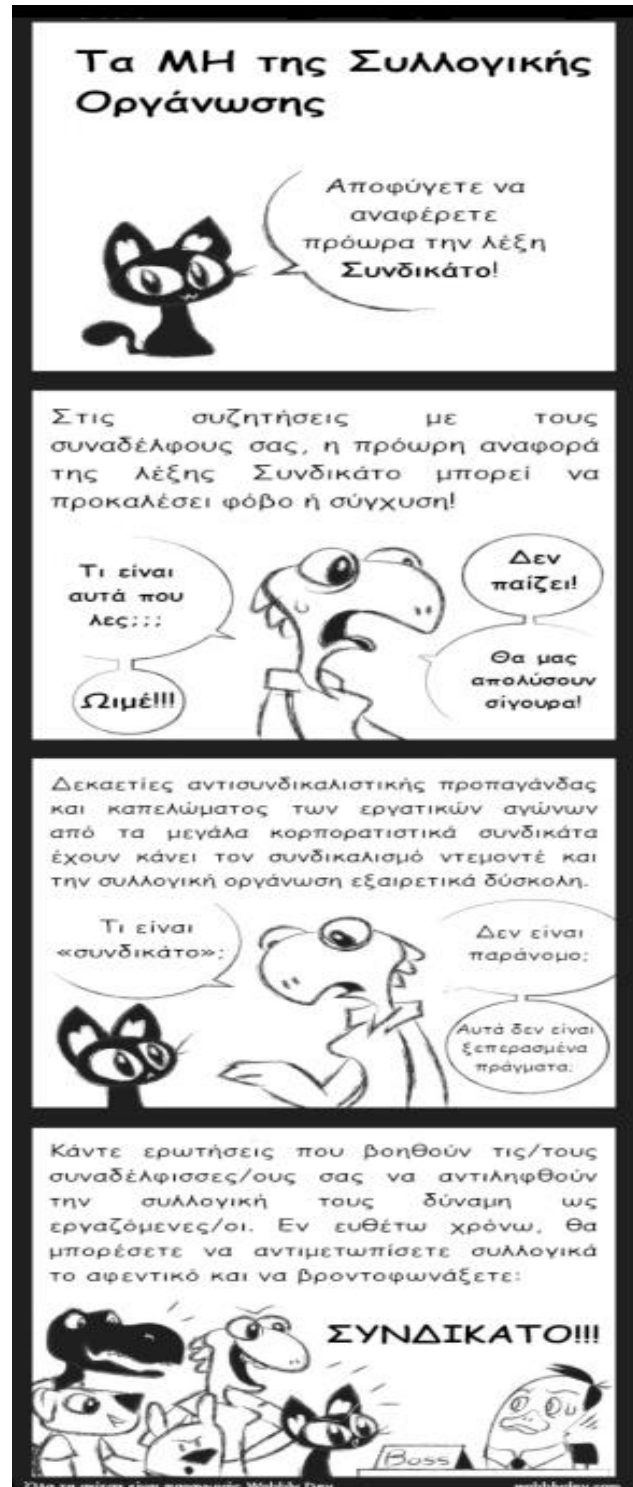 Τα ΜΗ της Συλλογικής
Οργάνωσης
Αποφύγετε να
αναφέρετε
πρόωρα την λέξη
Συνδικάτο!
Στις συζητήσεις με τους
συναδέλφους σας, η πρόωρη αναφορά
της λέξης Συνδικάτο μπορεί να
προκαλέσει φόβο ή σύγχυση!
Τι είναι
αυτά που
λες;;;
Ωιμέ!!!
Δεν
παίζει!
Θα μας
απολύσουν
σίγουρα!
Δεκαετίες αντισυνδικαλιστικής προπαγάνδας
και καπελώματος των εργατικών αγώνων
από τα μεγάλα κορπορατιστικά συνδικάτα
έχουν κάνει τον συνδικαλισμό ντεμοντέ και
την συλλογική οργάνωση εξαιρετικά δύσκολη.
Τι είναι
«συνδικάτο»;
Δεν είναι
παράνομο;
Αυτά δεν είναι
ξεπερασμένα
πράγματα;
Κάντε ερωτήσεις που βοηθούν τις/τους
συναδέλφισσες/ους σας να αντιληφθούν
την συλλογική τους δύναμη ως
εργαζόμενες/οι. Εν ευθέτω χρόνω, θα
μπορέσετε να αντιμετωπίσετε συλλογικά
το αφεντικό και να βροντοφωνάξετε:
ΣΥΝΔΙΚΑΤΟ!!!
Boss